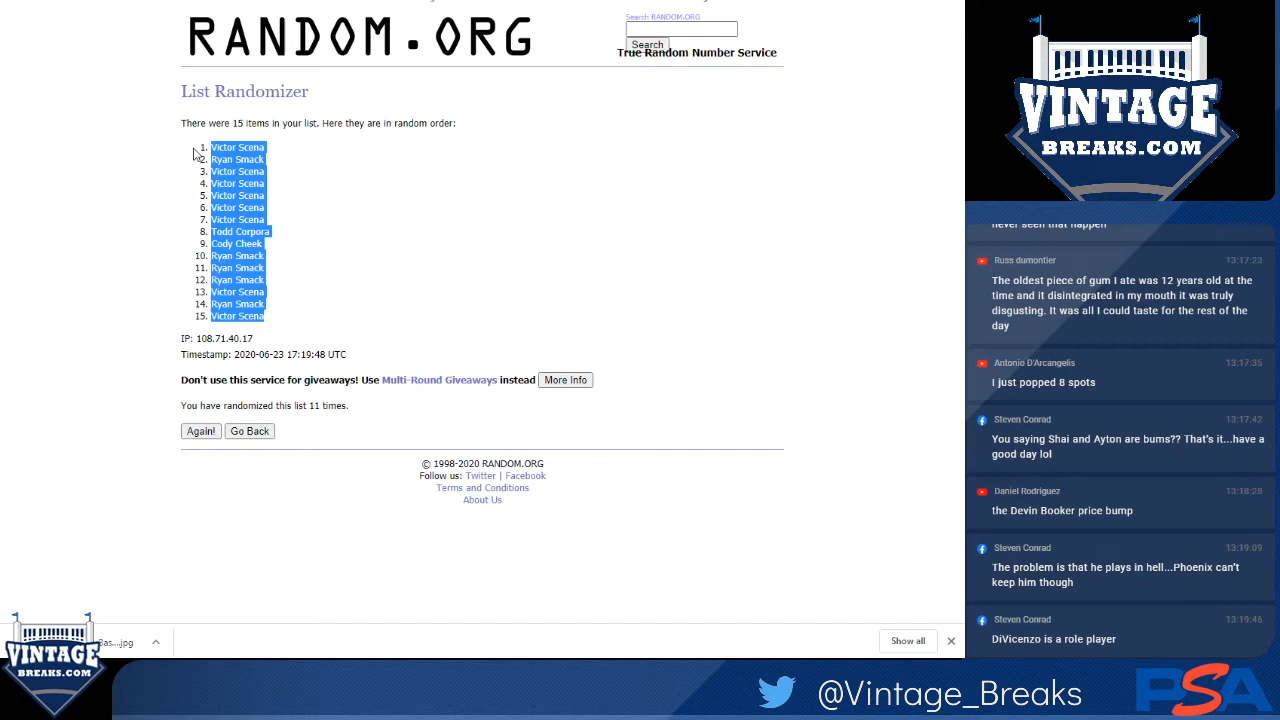 RANDOM.ORG
Search RANDOM.ORG
Search
True Random Number Service
List Randomizer
There were 15 items in your list. Here they are in random order:
1. Victor Scena
2. Ryan Smack
3. Victor Scena
4. Victor Scena
5. Victor Scena
6. Victor Scena
7. Victor Scena
8. Todd Corpora
9. Cody Cheek
10. Ryan Smack
11. Ryan Smack
12. Ryan Smack
13. Victor Scena
14. Ryan Smack
15. Victor Scena
IP: 108.71.40.17
Timestamp: 2020-06-23 17:19:48 UTC
Don't use this service for giveaways! Use Multi-Round Giveaways instead More Info
You have randomized this list 11 times.
Again! Go Back
© 1998-2020 RANDOM.ORG
Follow us: Twitter | Facebook
Terms and Conditions
About Us
...jpg
Show all
VINTAGE
BREAKS.COM
VINTAGE
BREAKS.COM
never seen that happen
Russ dumontier 13:17:23
The oldest piece of gum I ate was 12 years old at the
time and it disintegrated in my mouth it was truly
disgusting. It was all I could taste for the rest of the
day
Antonio D'Arcangelis 13:17:35
I just popped 8 spots
Steven Conrad 13:17:42
You saying Shai and Ayton are bums?? That's it...have a
good day lol
Daniel Rodriguez 13:18:28
the Devin Booker price bump
Steven Conrad 13:19:09
The problem is that he plays in hell...Phoenix can't
keep him though
Steven Conrad 13:19:46
DiVicenzo is a role player
@Vintage_Breaks
PSA